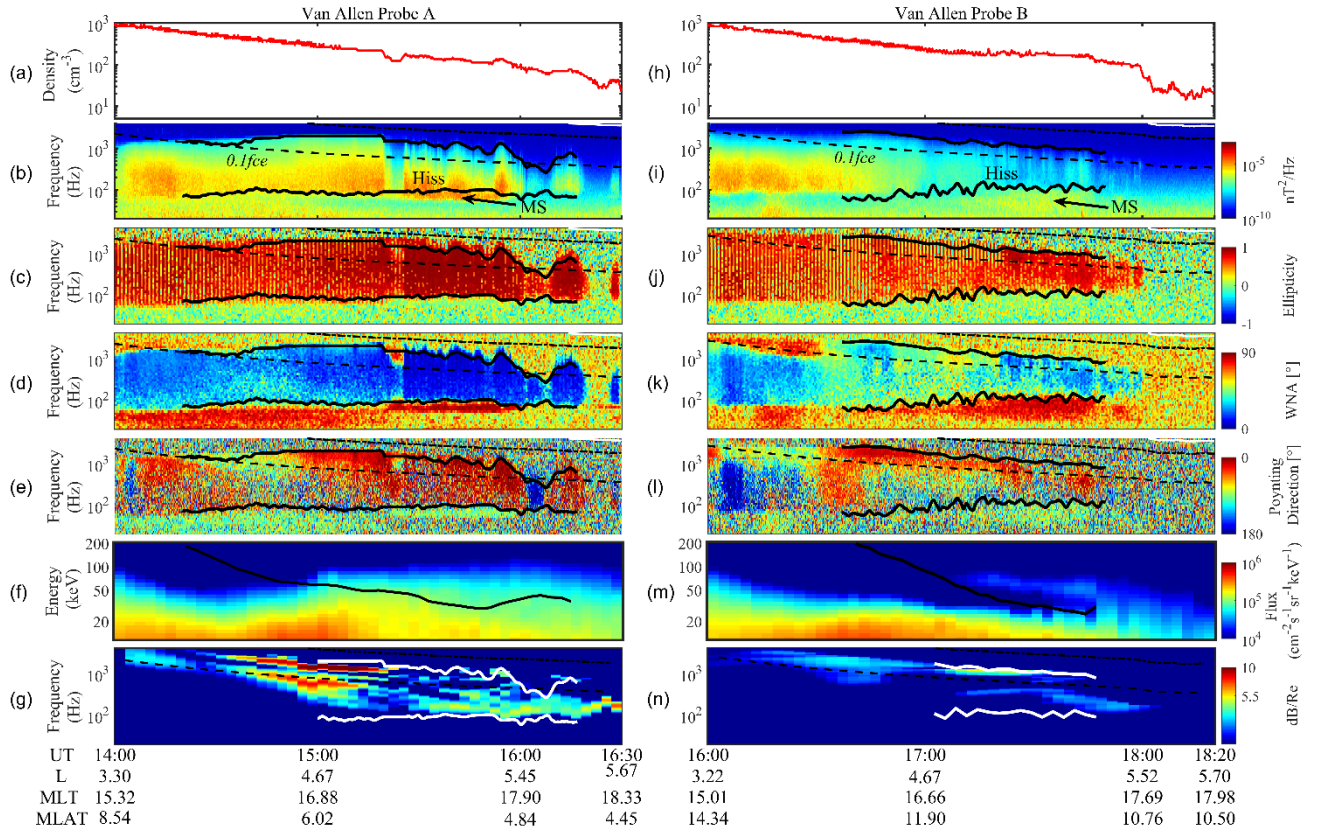 Van Allen Probe A
(a)
Density
(cm⁻³)
10³
10²
10¹
(b)
Frequency
(Hz)
10³
10²
0.1fce
Hiss
MS
(c)
Frequency
(Hz)
10³
10²
(d)
Frequency
(Hz)
10³
10²
(e)
Frequency
(Hz)
10³
10²
(f)
Energy
(keV)
200
100
50
20
(g)
Frequency
(Hz)
10³
10²
UT 14:00 15:00 16:00 16:30
L 3.30 4.67 5.45 5.67
MLT 15.32 16.88 17.90 18.33
MLAT 8.54 6.02 4.84 4.45
Van Allen Probe B
(h)
10³
10²
10¹
(i)
10³
10²
0.1fce
Hiss
MS
10⁻⁵
10⁻¹⁰
nT²/Hz
(j)
10³
10²
1
0
-1
Ellipticity
(k)
10³
10²
90
0
WNA [°]
(l)
10³
10²
0
180
Poynting
Direction [°]
(m)
200
100
50
20
10⁶
10⁵
10⁴
Flux
(cm⁻²s⁻¹sr⁻¹keV⁻¹)
(n)
10³
10²
10
5.5
dB/Re
16:00 17:00 18:00 18:20
3.22 4.67 5.52 5.70
15.01 16.66 17.69 17.98
14.34 11.90 10.76 10.50